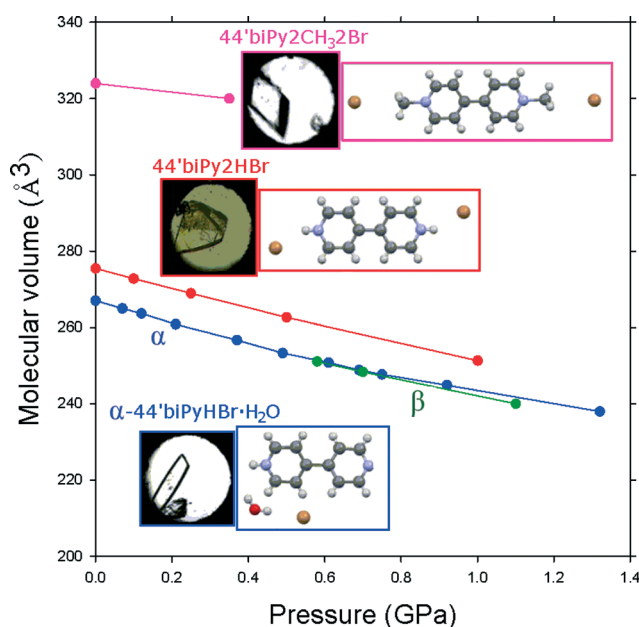 44'biPy2CH₃2Br
44'biPy2HBr
α
β
α-44'biPyHBr·H₂O
Molecular volume (Å³)
340
320
300
280
260
240
220
200
0.0 0.2 0.4 0.6 0.8 1.0 1.2 1.4
Pressure (GPa)